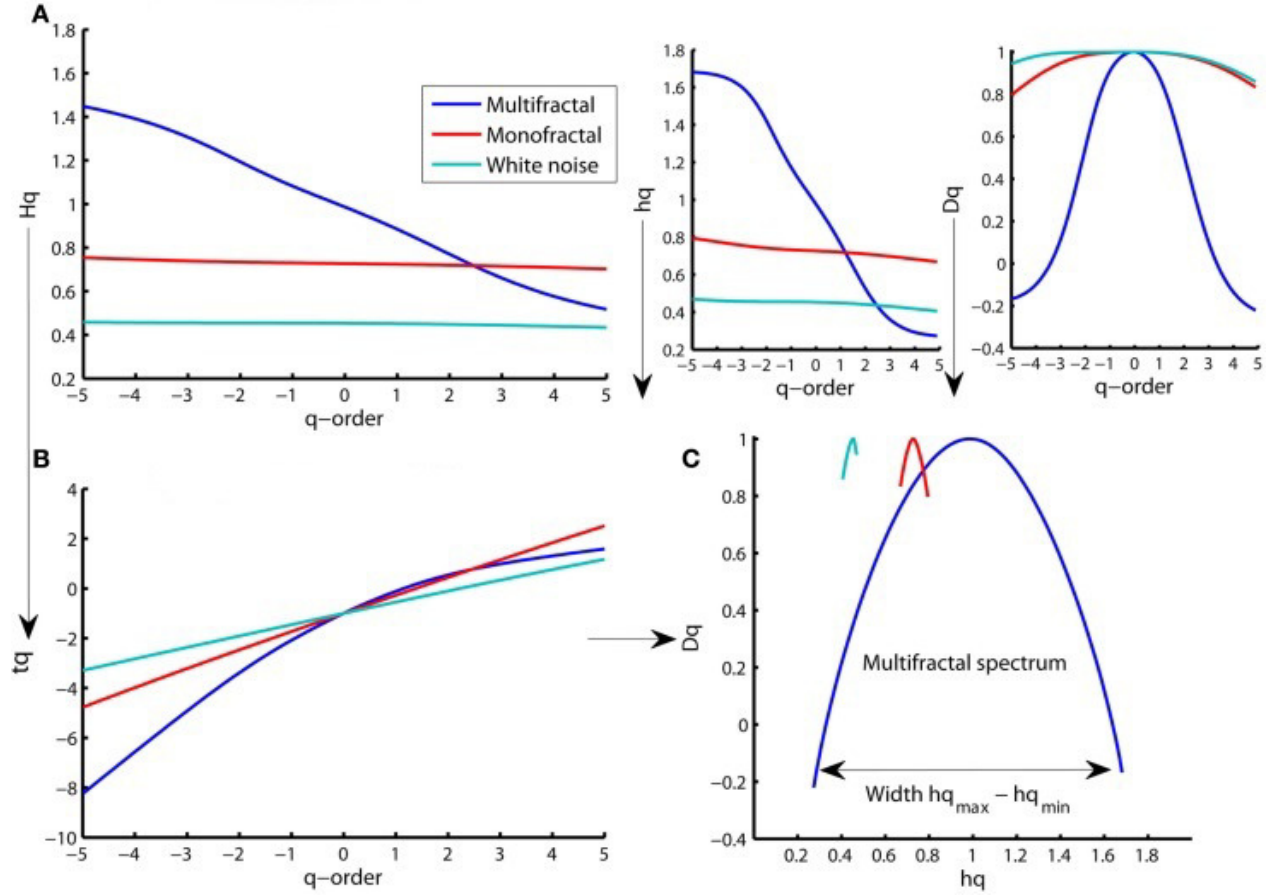 A
1.8
1.6
1.4
1.2
1
0.8
0.6
0.4
0.2
Hq
−5 −4 −3 −2 −1 0 1 2 3 4 5
q−order
Multifractal
Monofractal
White noise
1.8
1.6
1.4
1.2
1
0.8
0.6
0.4
0.2
hq
−5 −4 −3 −2 −1 0 1 2 3 4 5
q−order
1
0.8
0.6
0.4
0.2
0
−0.2
−0.4
Dq
−5 −4 −3 −2 −1 0 1 2 3 4 5
q−order
B
4
2
0
−2
−4
−6
−8
−10
tq
−5 −4 −3 −2 −1 0 1 2 3 4 5
q−order
C
1
0.8
0.6
0.4
0.2
0
−0.2
−0.4
Dq
Multifractal spectrum
Width hqmax − hqmin
0.2 0.4 0.6 0.8 1 1.2 1.4 1.6 1.8
hq